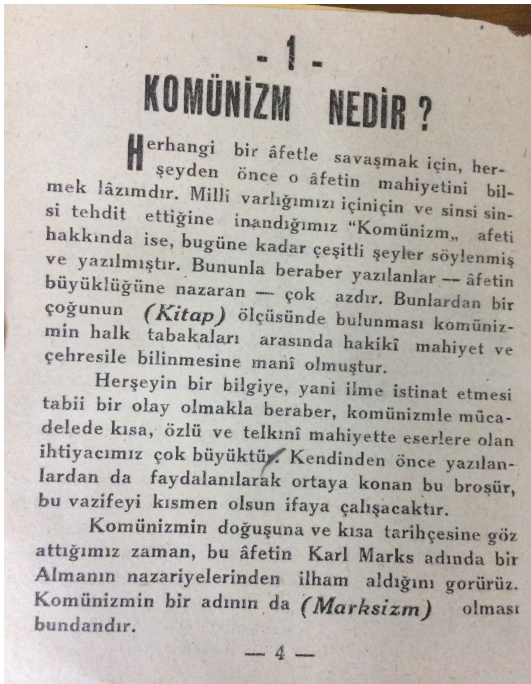 - 1 -
KOMÜNİZM NEDİR ?
Herhangi bir âfetle savaşmak için, her-
şeyden önce o âfetin mahiyetini bil-
mek lâzımdır. Milli varlığımızı içiniçin ve sinsi sin-
si tehdit ettiğine inandığımız "Komünizm„ afeti
hakkında ise, bugüne kadar çeşitli şeyler söylenmiş
ve yazılmıştır. Bununla beraber yazılanlar — âfetin
büyüklüğüne nazaran — çok azdır. Bunlardan bir
çoğunun (Kitap) ölçüsünde bulunması komüniz-
min halk tabakaları arasında hakikî mahiyet ve
çehresile bilinmesine manî olmuştur.
Herşeyin bir bilgiye, yani ilme istinat etmesi
tabii bir olay olmakla beraber, komünizmle müca-
delede kısa, özlü ve telkınî mahiyette eserlere olan
ihtiyacımız çok büyüktür. Kendinden önce yazılan-
lardan da faydalanılarak ortaya konan bu broşür,
bu vazifeyi kısmen olsun ifaya çalışacaktır.
Komünizmin doğuşuna ve kısa tarihçesine göz
attığımız zaman, bu âfetin Karl Marks adında bir
Almanın nazariyelerinden ilham aldığını gorürüz.
Komünizmin bir adının da (Marksizm) olması
bundandır.
— 4 —